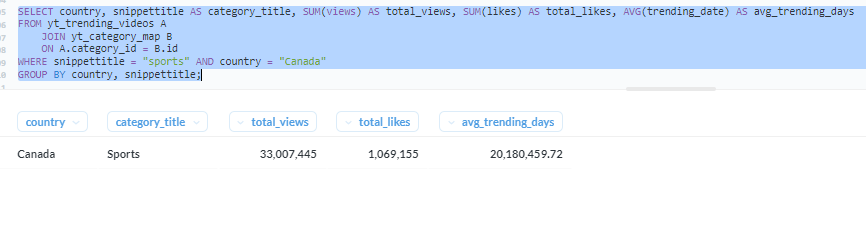 SELECT country, snippettitle AS category_title, SUM(views) AS total_views, SUM(likes) AS total_likes, AVG(trending_date) AS avg_trending_days
FROM yt_trending_videos A
JOIN yt_category_map B
ON A.category_id = B.id
WHERE snippettitle = "sports" AND country = "Canada"
GROUP BY country, snippettitle;
country category_title total_views total_likes avg_trending_days
Canada Sports 33,007,445 1,069,155 20,180,459.72